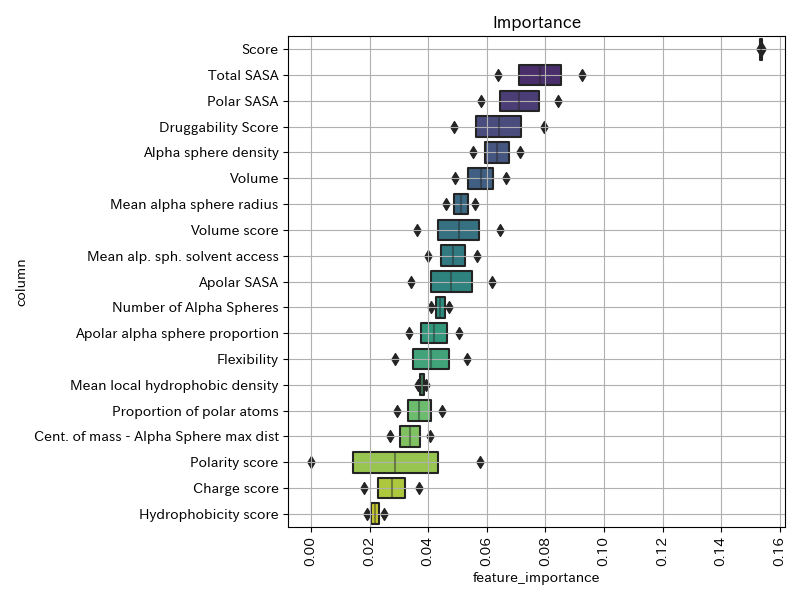 Importance
Score
Total SASA
Polar SASA
Druggability Score
Alpha sphere density
Volume
Mean alpha sphere radius
Volume score
Mean alp. sph. solvent access
Apolar SASA
Number of Alpha Spheres
Apolar alpha sphere proportion
Flexibility
Mean local hydrophobic density
Proportion of polar atoms
Cent. of mass - Alpha Sphere max dist
Polarity score
Charge score
Hydrophobicity score
column
0.00 0.02 0.04 0.06 0.08 0.10 0.12 0.14 0.16
feature_importance